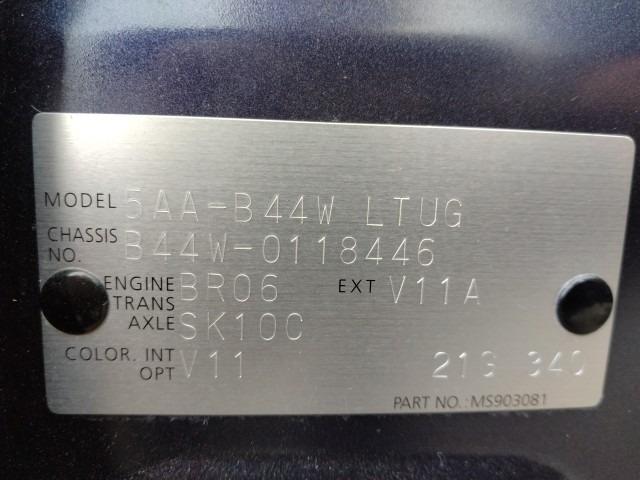 MODEL 5AA-B44W LTUG
CHASSIS NO. B44W-0118446
ENGINE BR06 EXT V11A
TRANS
AXLE SK10C
COLOR. INT V11
OPT 21G 340
PART NO.:MS903081